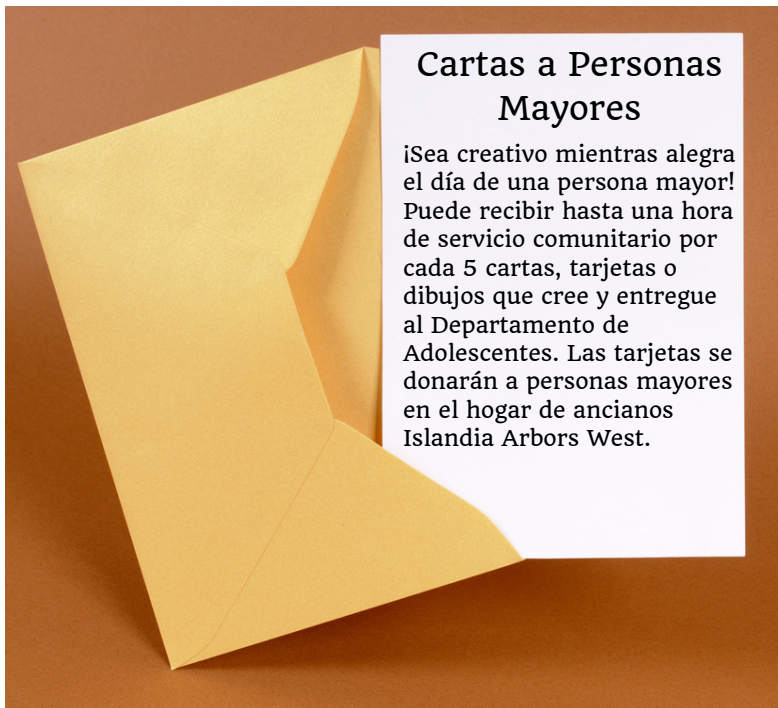 Cartas a Personas
Mayores
¡Sea creativo mientras alegra
el día de una persona mayor!
Puede recibir hasta una hora
de servicio comunitario por
cada 5 cartas, tarjetas o
dibujos que cree y entregue
al Departamento de
Adolescentes. Las tarjetas se
donarán a personas mayores
en el hogar de ancianos
Islandia Arbors West.